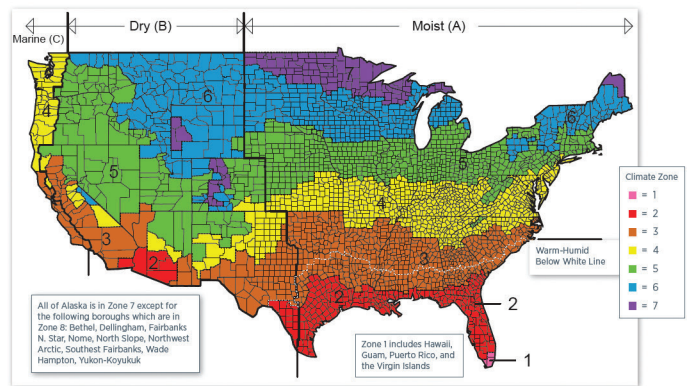 Dry (B)
Moist (A)
Marine (C)
6
4
6
6
5
5
4
3
3
2
2
Warm-Humid
Below White Line
Climate Zone
= 1
= 2
= 3
= 4
= 5
= 6
= 7
All of Alaska is in Zone 7 except for
the following boroughs which are in
Zone 8: Bethel, Dellingham, Fairbanks
N. Star, Nome, North Slope, Northwest
Arctic, Southest Fairbanks, Wade
Hampton, Yukon-Koyukuk
Zone 1 includes Hawaii,
Guam, Puerto Rico, and
the Virgin Islands
2
1